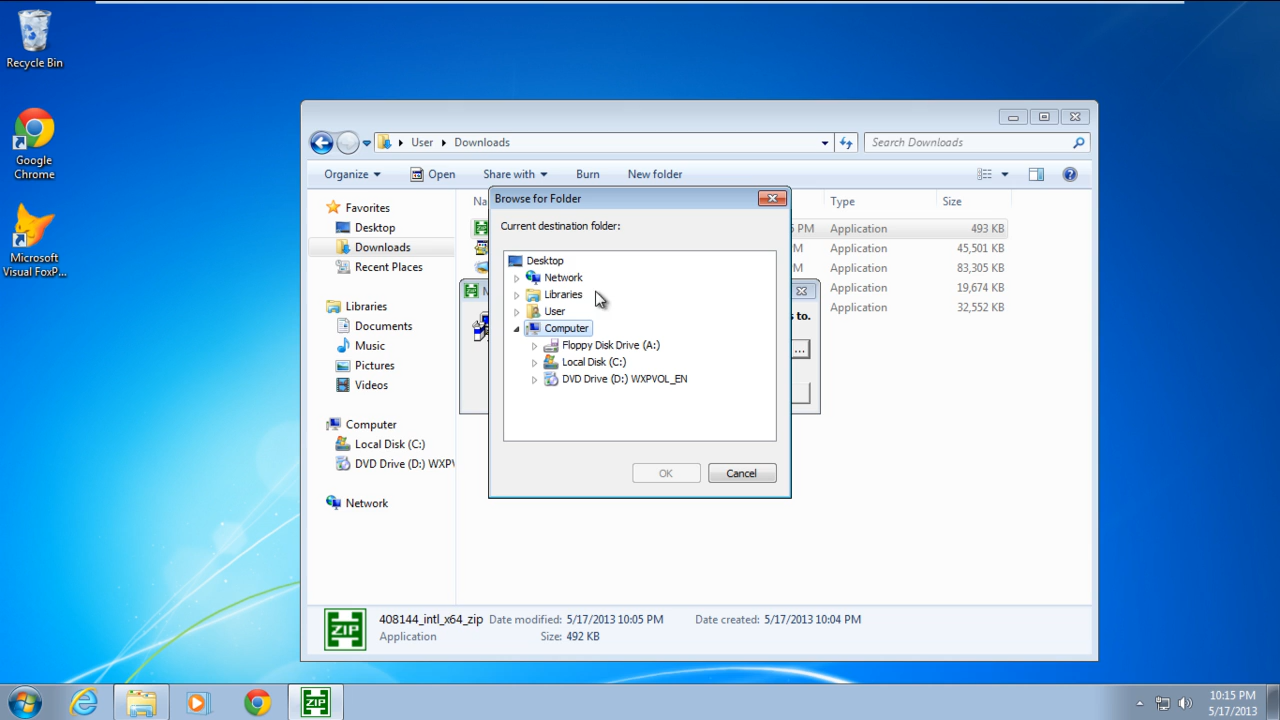 Recycle Bin
Google
Chrome
Microsoft
Visual FoxP...
User
Downloads
Search Downloads
Organize
Open
Share with
Burn
New folder
Favorites
Desktop
Downloads
Recent Places
Libraries
Documents
Music
Pictures
Videos
Computer
Local Disk (C:)
DVD Drive (D:) WXPV
Network
Na
Type
Size
PM Application 493 KB
M Application 45,501 KB
M Application 83,305 KB
Application 19,674 KB
Application 32,552 KB
s to.
...
Browse for Folder
Current destination folder:
Desktop
Network
Libraries
User
Computer
Floppy Disk Drive (A:)
Local Disk (C:)
DVD Drive (D:) WXPVOL_EN
OK
Cancel
ZIP
408144_intl_x64_zip Date modified: 5/17/2013 10:05 PM Date created: 5/17/2013 10:04 PM
Application Size: 492 KB
ZIP
10:15 PM
5/17/2013